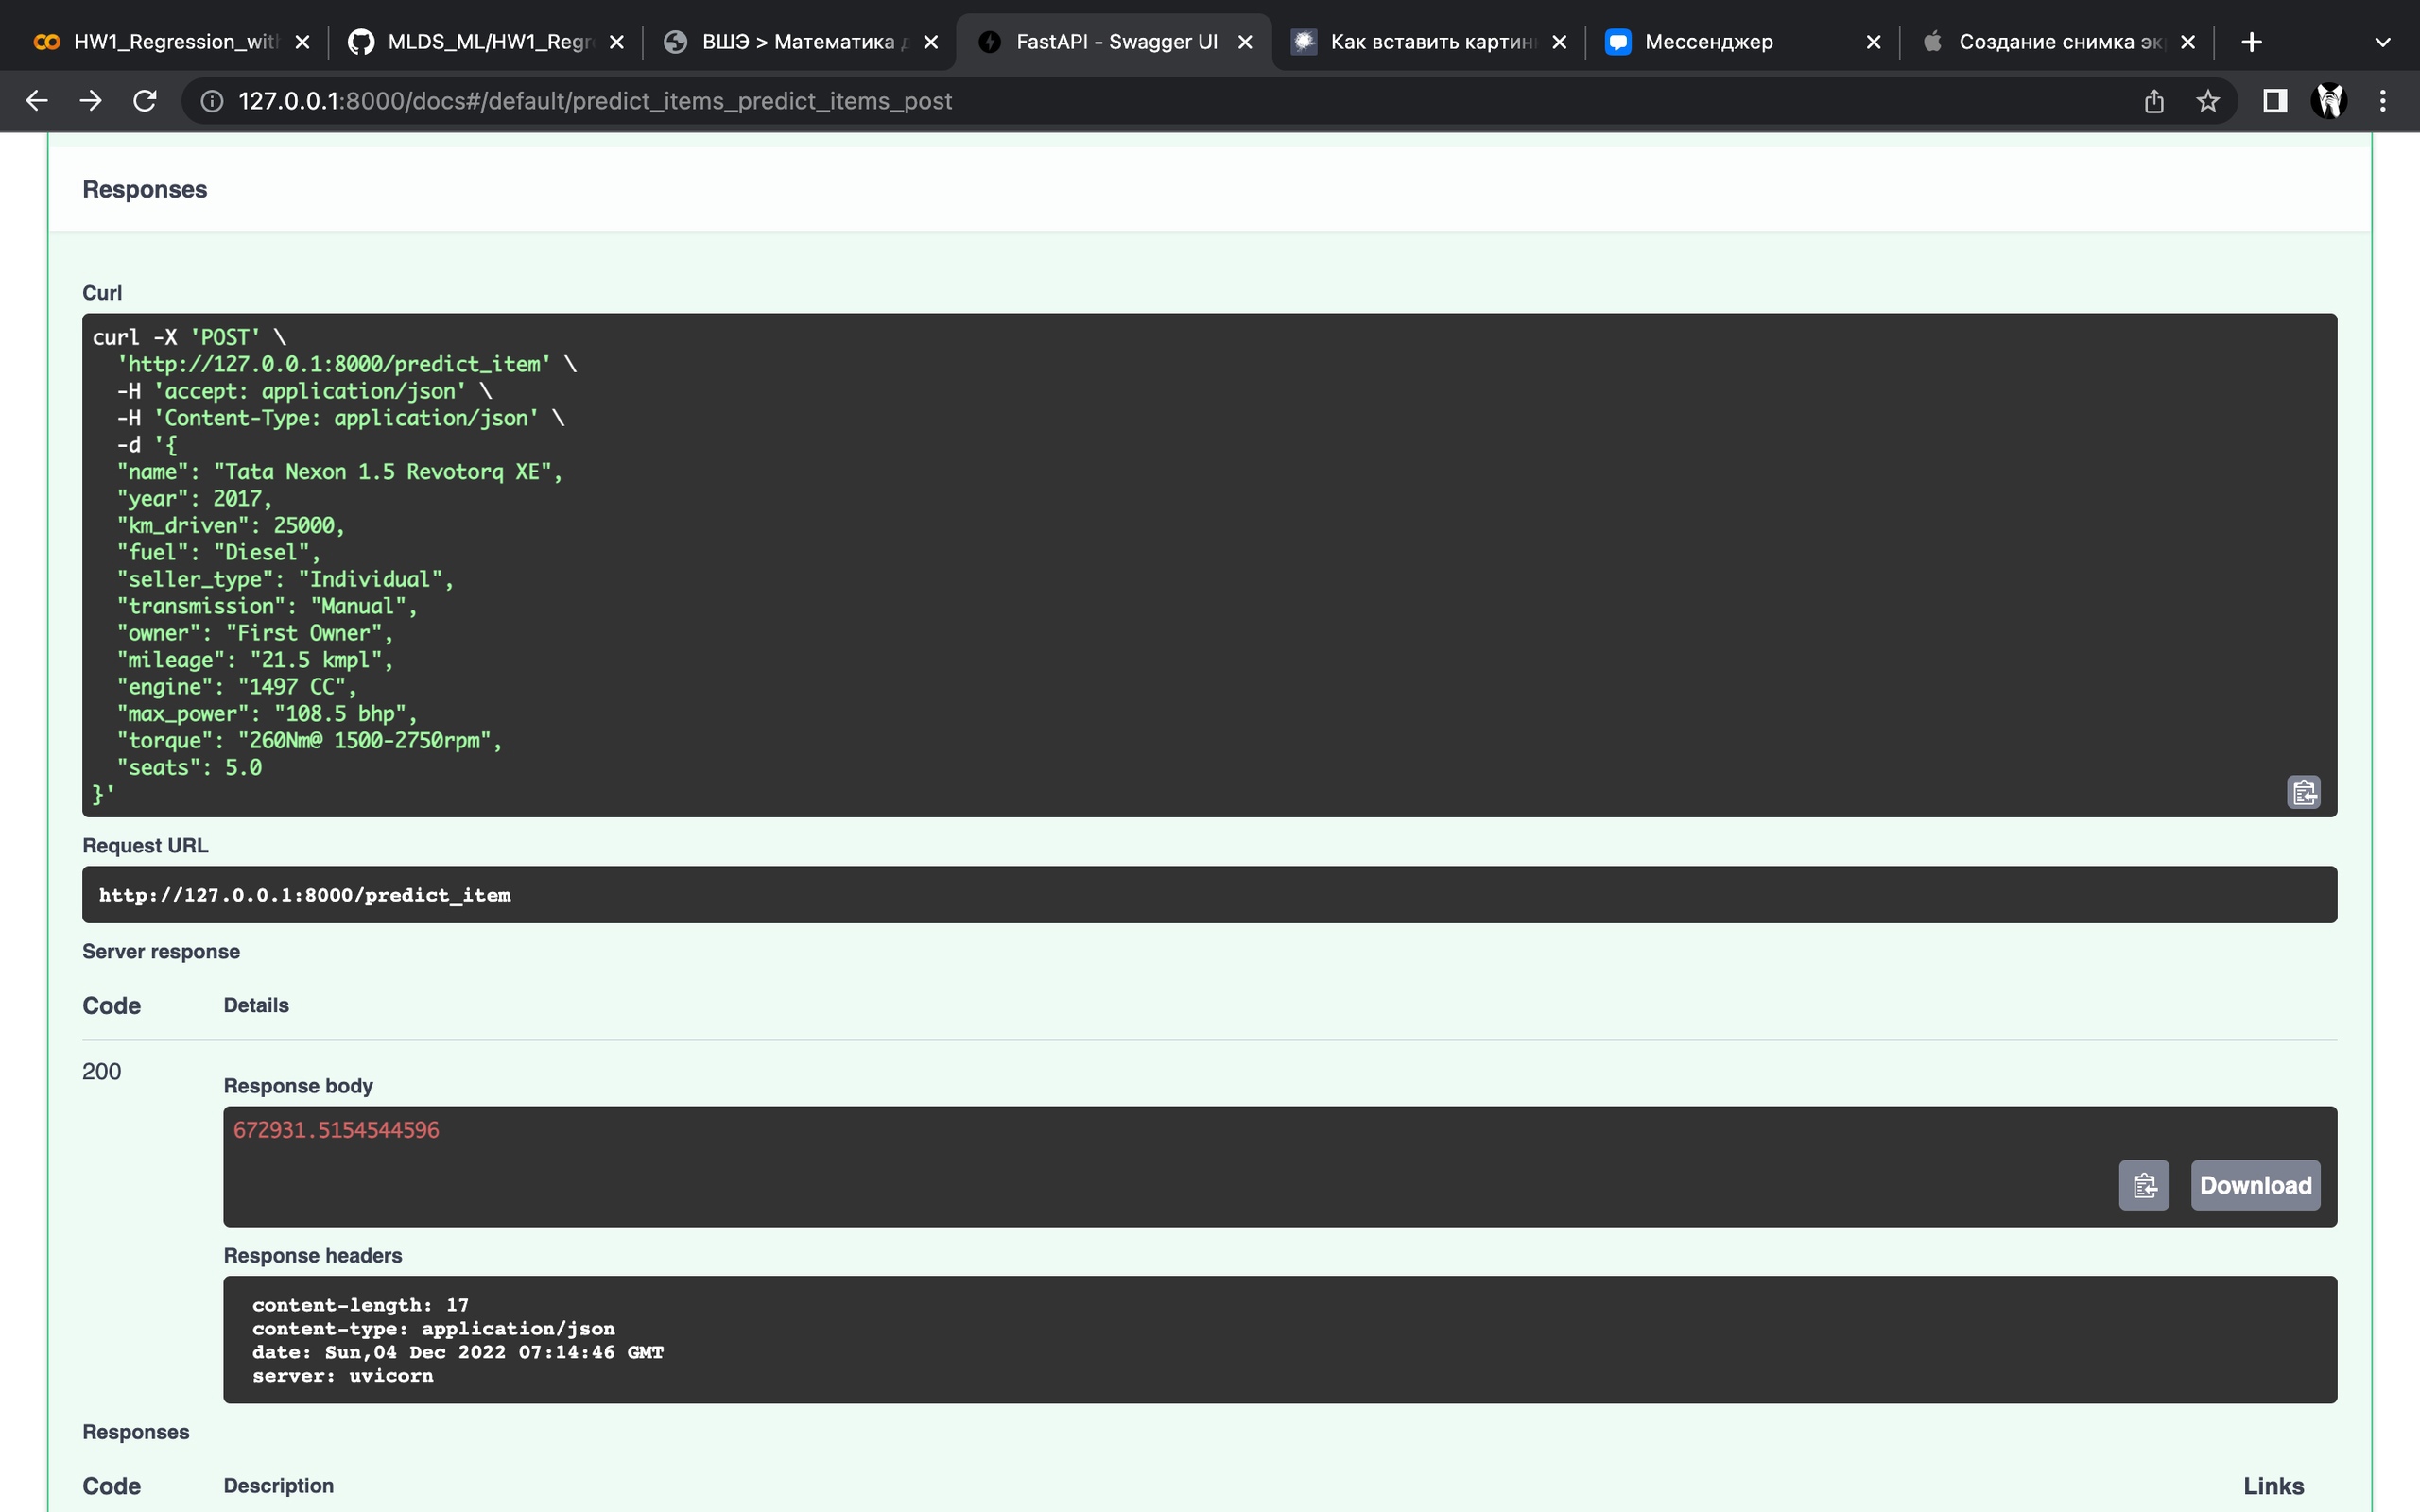 HW1_Regression_wit
MLDS_ML/HW1_Regr
ВШЭ > Математика
FastAPI - Swagger UI
Как вставить картин
Мессенджер
Создание снимка эк
127.0.0.1:8000/docs#/default/predict_items_predict_items_post
Responses
Curl
curl -X 'POST' \
'http://127.0.0.1:8000/predict_item' \
-H 'accept: application/json' \
-H 'Content-Type: application/json' \
-d '{
"name": "Tata Nexon 1.5 Revotorq XE",
"year": 2017,
"km_driven": 25000,
"fuel": "Diesel",
"seller_type": "Individual",
"transmission": "Manual",
"owner": "First Owner",
"mileage": "21.5 kmpl",
"engine": "1497 CC",
"max_power": "108.5 bhp",
"torque": "260Nm@ 1500-2750rpm",
"seats": 5.0
}'
Request URL
http://127.0.0.1:8000/predict_item
Server response
Code Details
200
Response body
672931.5154544596
Download
Response headers
content-length: 17
content-type: application/json
date: Sun,04 Dec 2022 07:14:46 GMT
server: uvicorn
Responses
Code Description Links